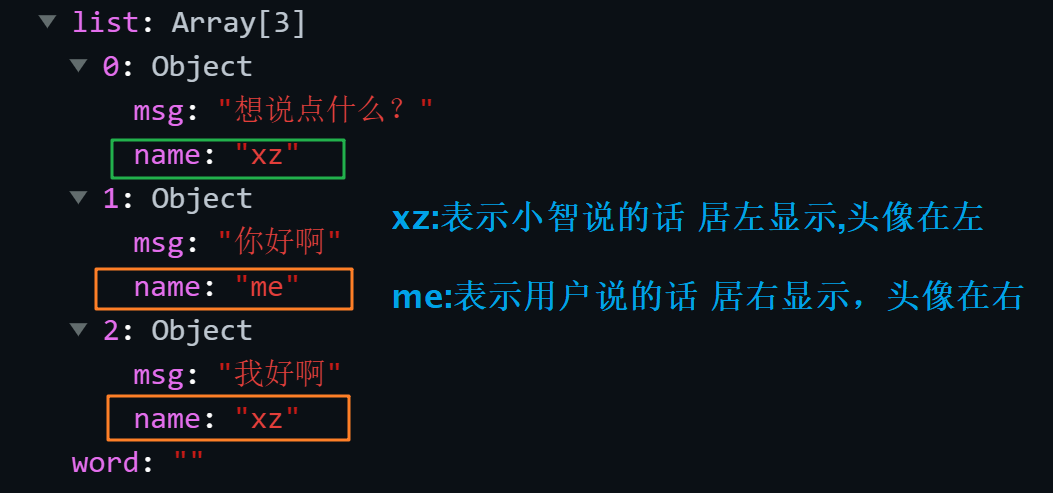 list: Array[3]
0: Object
msg: "想说点什么？"
name: "xz"
1: Object
xz:表示小智说的话 居左显示,头像在左
msg: "你好啊"
name: "me"
me:表示用户说的话 居右显示，头像在右
2: Object
msg: "我好啊"
name: "xz"
word: ""